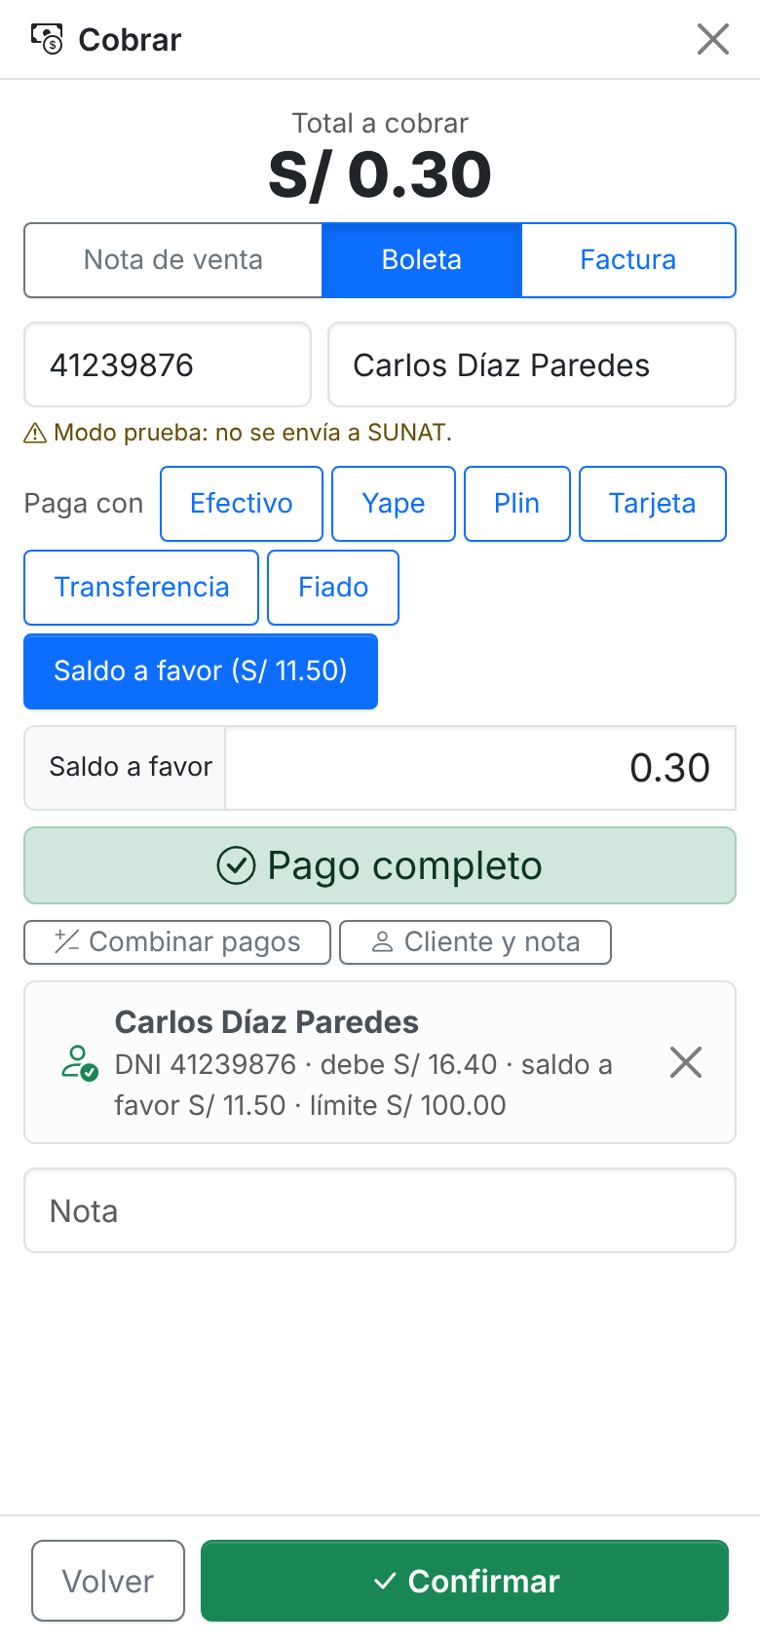 Cobrar
Total a cobrar
S/ 0.30
Nota de venta Boleta Factura
41239876 Carlos Díaz Paredes
Modo prueba: no se envía a SUNAT.
Paga con Efectivo Yape Plin Tarjeta
Transferencia Fiado
Saldo a favor (S/ 11.50)
Saldo a favor 0.30
Pago completo
Combinar pagos Cliente y nota
Carlos Díaz Paredes
DNI 41239876 · debe S/ 16.40 · saldo a
favor S/ 11.50 · límite S/ 100.00
Nota
Volver Confirmar